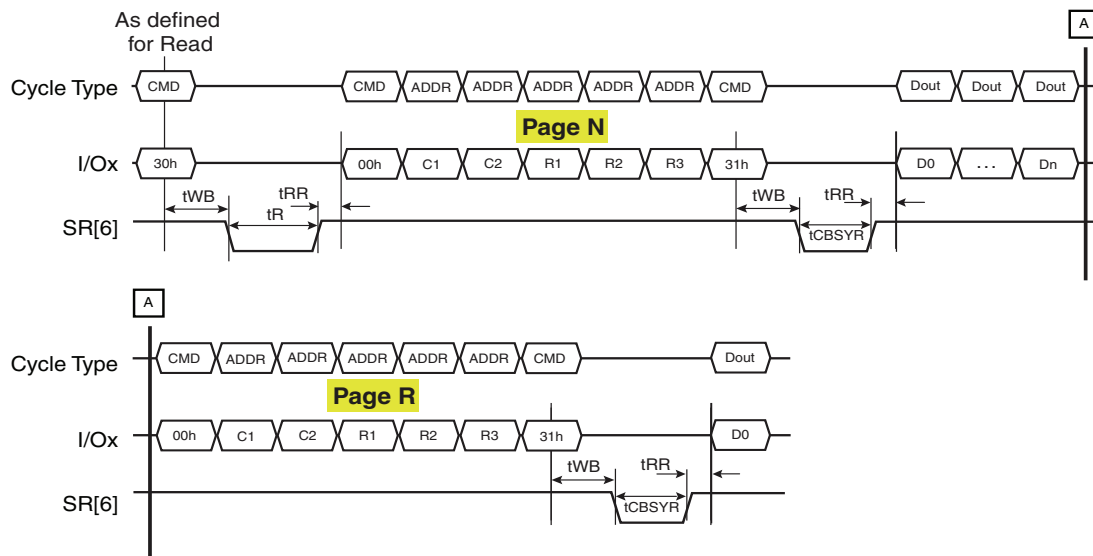 As defined
for Read
A
Cycle Type CMD CMD ADDR ADDR ADDR ADDR ADDR CMD Dout Dout Dout
Page N
I/Ox 30h 00h C1 C2 R1 R2 R3 31h D0 ... Dn
tWB tRR tWB tRR
tR tCBSYR
SR[6]
A
Cycle Type CMD ADDR ADDR ADDR ADDR ADDR CMD Dout
Page R
I/Ox 00h C1 C2 R1 R2 R3 31h D0
tWB tRR
SR[6] tCBSYR